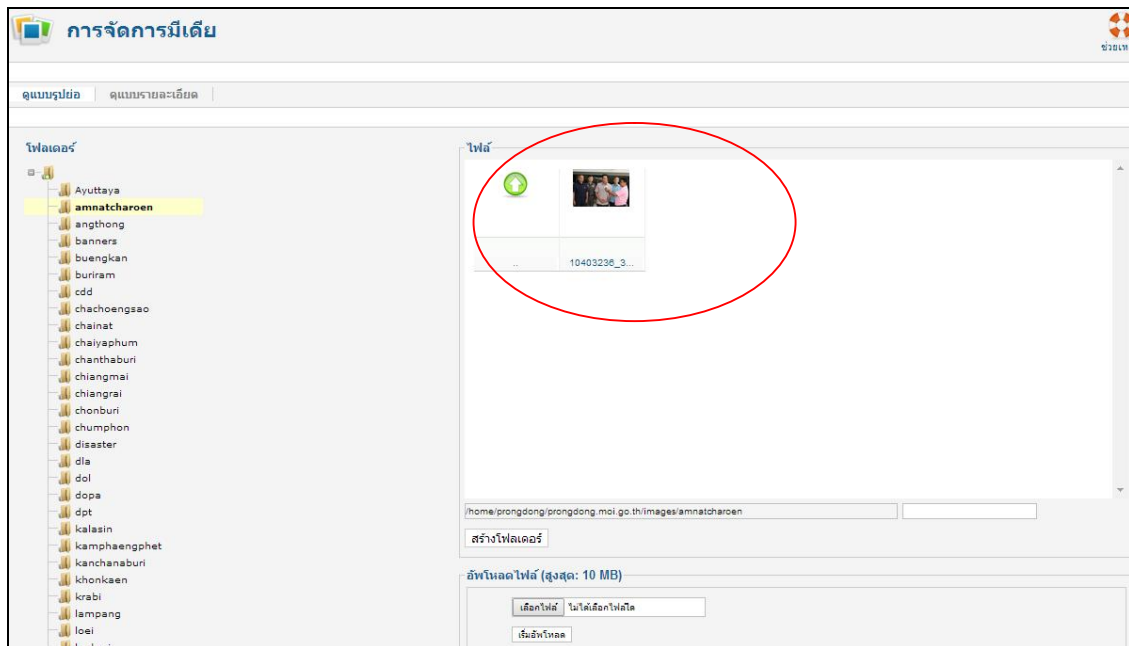 การจัดการมีเดีย
ดูแบบรูปย่อ
ดูแบบรายละเอียด
โฟลเดอร์
Ayuttaya
amnatcharoen
angthong
banners
buengkan
buriram
cdd
chachoengsao
chainat
chaiyaphum
chanthaburi
chiangmai
chiangrai
chonburi
chumphon
disaster
dla
dol
dopa
dpt
kalasin
kamphaengphet
kanchanaburi
khonkaen
krabi
lampang
loei
ไฟล์
..
10403236_3...
/home/prongdong/prongdong.moi.go.th/images/amnatcharoen
สร้างโฟลเดอร์
อัพโหลดไฟล์ (สูงสุด: 10 MB)
เลือกไฟล์ ไม่ได้เลือกไฟล์ใด
เริ่มอัพโหลด